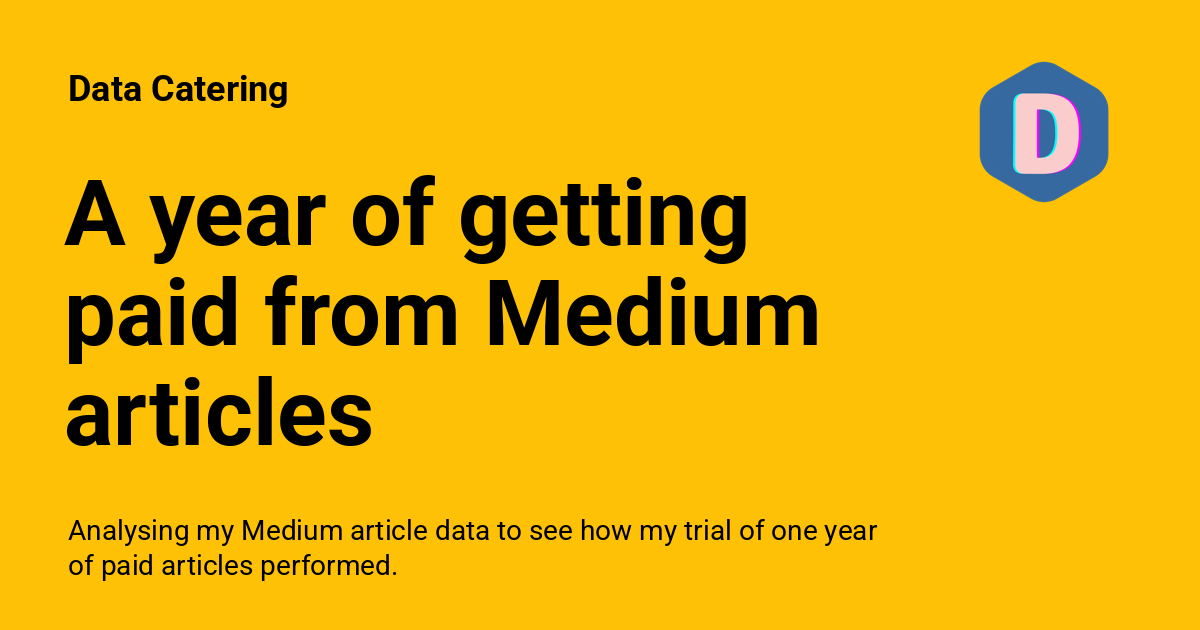 Data Catering
D
A year of getting
paid from Medium
articles
Analysing my Medium article data to see how my trial of one year
of paid articles performed.